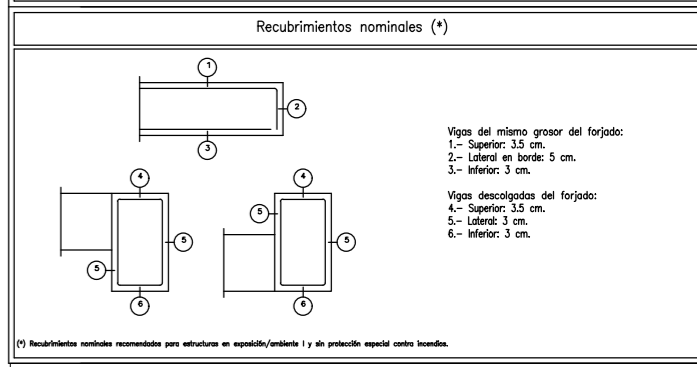 Recubrimientos nominales (*)
1
2
3
Vigas del mismo grosor del forjado:
1.- Superior: 3.5 cm.
2.- Lateral en borde: 5 cm.
3.- Inferior: 3 cm.
Vigas descolgadas del forjado:
4.- Superior: 3.5 cm.
5.- Lateral: 3 cm.
6.- Inferior: 3 cm.
4
4
5
5
5
5
6
6
(*) Recubrimientos nominales recomendados para estructuras en exposición/ambiente I y sin protección especial contra incendios.